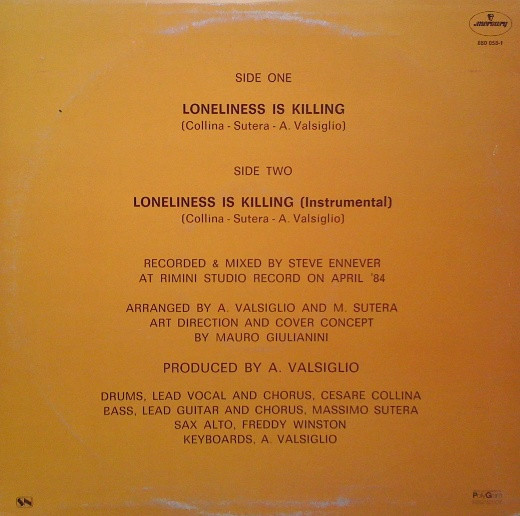 mercury
880 058-1
SIDE ONE
LONELINESS IS KILLING
(Collina - Sutera - A. Valsiglio)
SIDE TWO
LONELINESS IS KILLING (Instrumental)
(Collina - Sutera - A. Valsiglio)
RECORDED & MIXED BY STEVE ENNEVER
AT RIMINI STUDIO RECORD ON APRIL '84
ARRANGED BY A. VALSIGLIO AND M. SUTERA
ART DIRECTION AND COVER CONCEPT
BY MAURO GIULIANINI
PRODUCED BY A. VALSIGLIO
DRUMS, LEAD VOCAL AND CHORUS, CESARE COLLINA
BASS, LEAD GUITAR AND CHORUS, MASSIMO SUTERA
SAX ALTO, FREDDY WINSTON
KEYBOARDS, A. VALSIGLIO
PolyGram